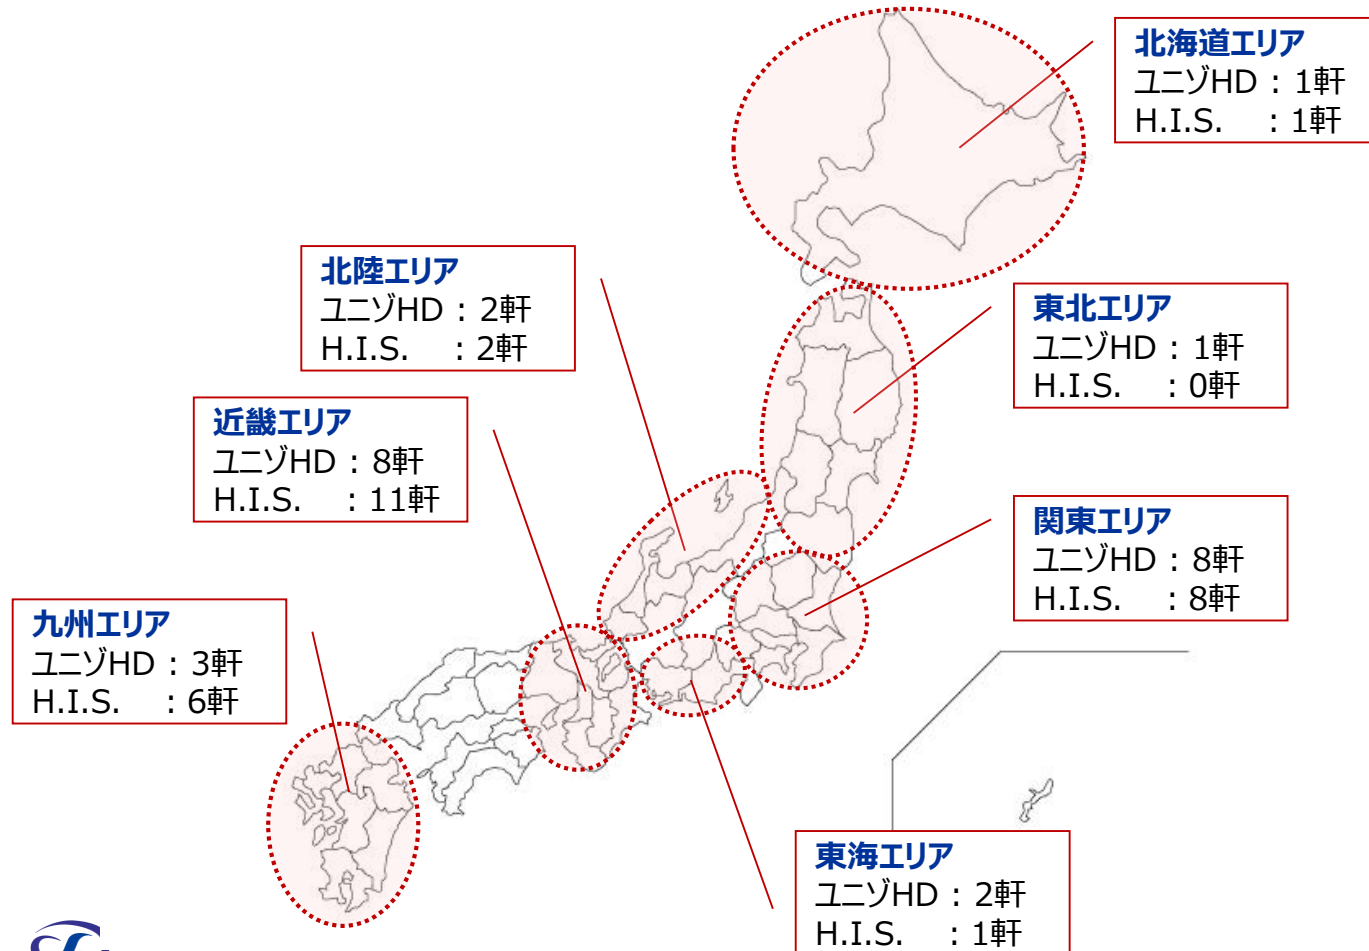 北海道エリア
ユニゾHD：1軒
H.I.S.　：1軒
北陸エリア
ユニゾHD：2軒
H.I.S.　：2軒
東北エリア
ユニゾHD：1軒
H.I.S.　：0軒
近畿エリア
ユニゾHD：8軒
H.I.S.　：11軒
関東エリア
ユニゾHD：8軒
H.I.S.　：8軒
九州エリア
ユニゾHD：3軒
H.I.S.　：6軒
東海エリア
ユニゾHD：2軒
H.I.S.　：1軒